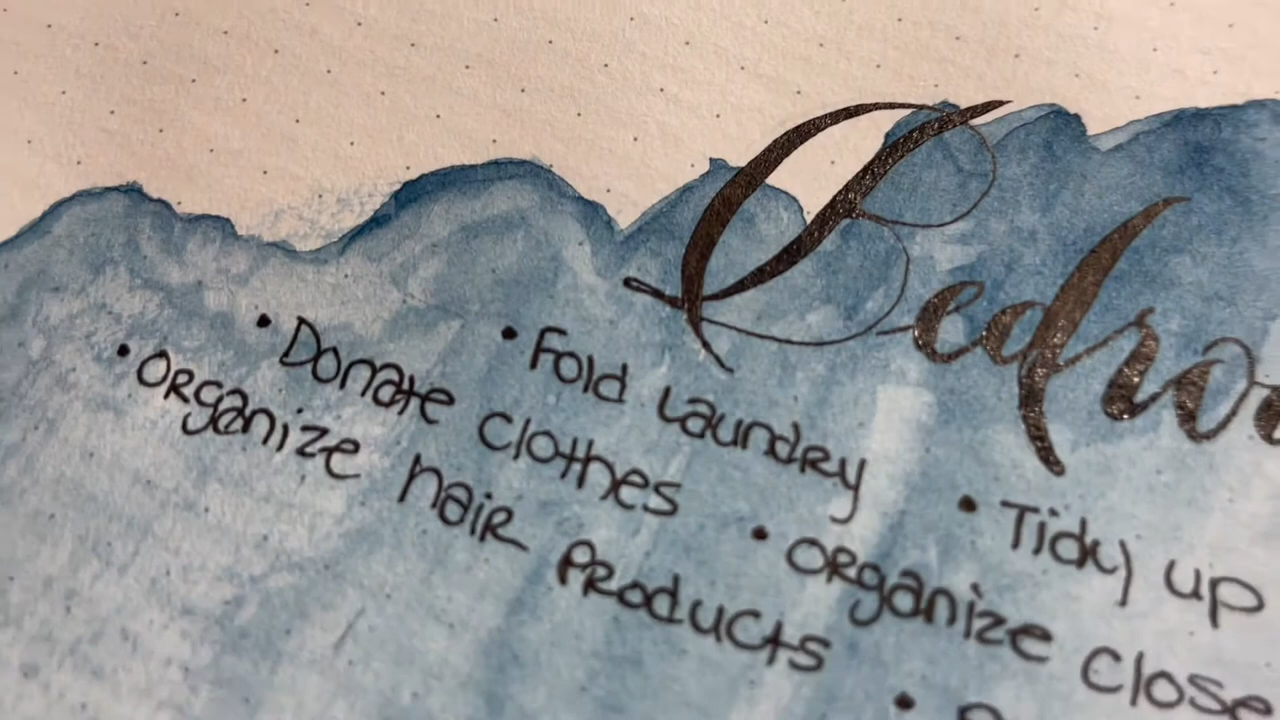 Bedro
• Fold Laundry
• Tidy up
• Donate clothes
• Organize close
• Organize hair products